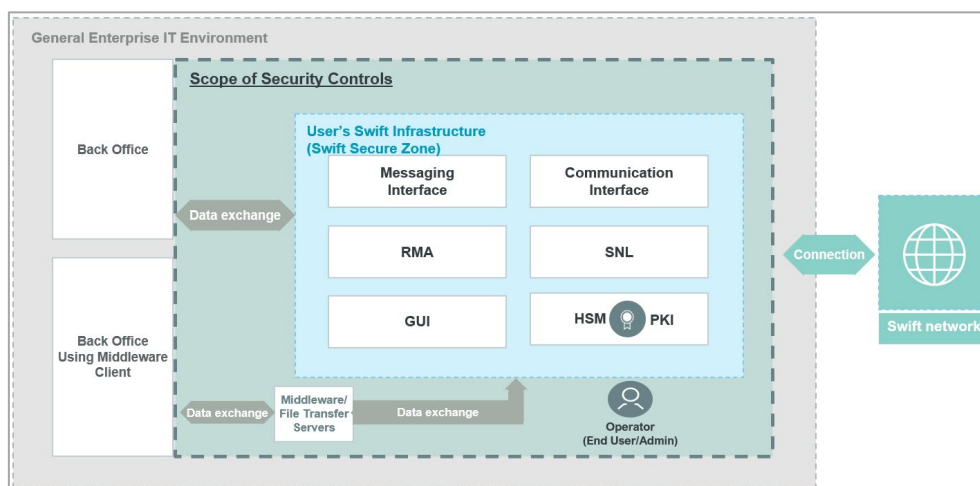 General Enterprise IT Environment
Scope of Security Controls
Back Office
User's Swift Infrastructure
(Swift Secure Zone)
Messaging
Interface
Communication
Interface
Data exchange
RMA
SNL
Connection
GUI
HSM
PKI
Swift network
Back Office
Using Middleware
Client
Data exchange
Middleware/
File Transfer
Servers
Data exchange
Operator
(End User/Admin)